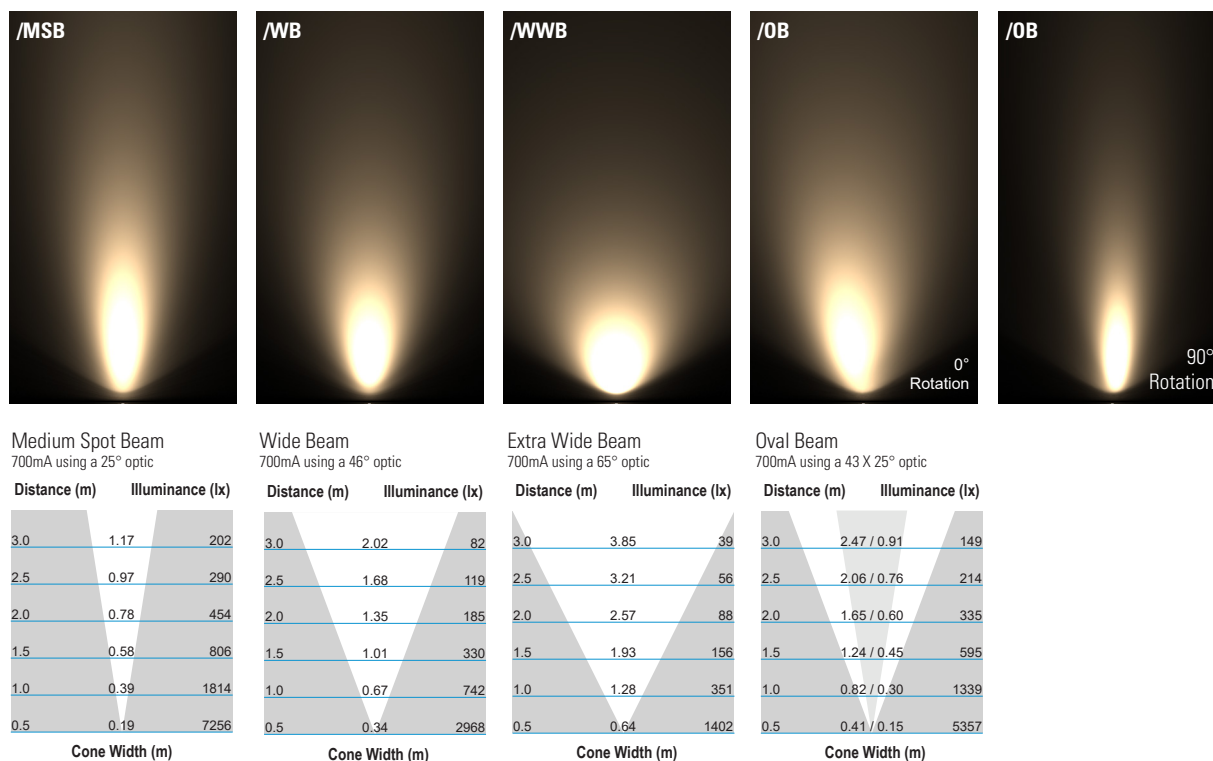 /MSB
/WB
/WWB
/OB
0°
Rotation
/OB
90°
Rotation
Medium Spot Beam
700mA using a 25° optic
Distance (m) Illuminance (lx)
3.0 1.17 202
2.5 0.97 290
2.0 0.78 454
1.5 0.58 806
1.0 0.39 1814
0.5 0.19 7256
Cone Width (m)
Wide Beam
700mA using a 46° optic
Distance (m) Illuminance (lx)
3.0 2.02 82
2.5 1.68 119
2.0 1.35 185
1.5 1.01 330
1.0 0.67 742
0.5 0.34 2968
Cone Width (m)
Extra Wide Beam
700mA using a 65° optic
Distance (m) Illuminance (lx)
3.0 3.85 39
2.5 3.21 56
2.0 2.57 88
1.5 1.93 156
1.0 1.28 351
0.5 0.64 1402
Cone Width (m)
Oval Beam
700mA using a 43 X 25° optic
Distance (m) Illuminance (lx)
3.0 2.47 / 0.91 149
2.5 2.06 / 0.76 214
2.0 1.65 / 0.60 335
1.5 1.24 / 0.45 595
1.0 0.82 / 0.30 1339
0.5 0.41 / 0.15 5357
Cone Width (m)